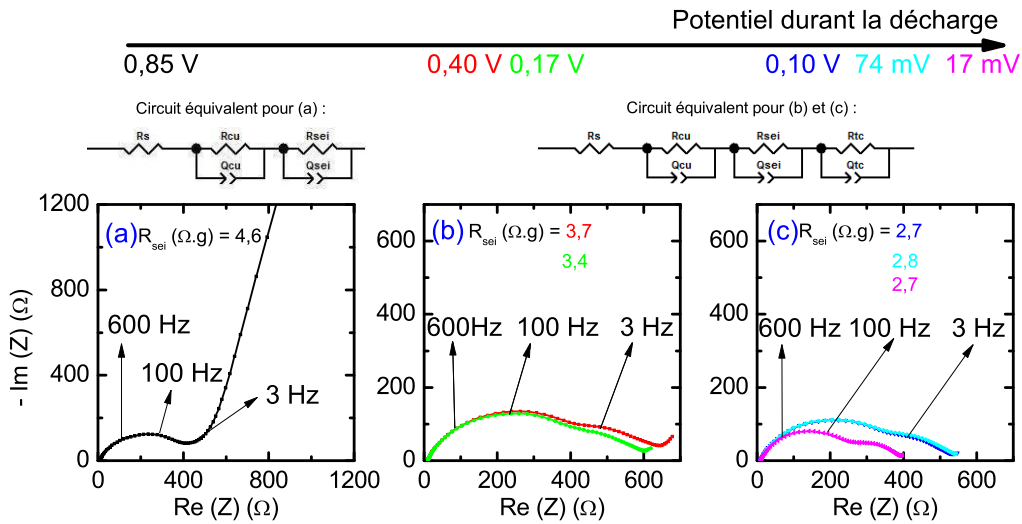 Potentiel durant la décharge
0,85 V 0,40 V 0,17 V 0,10 V 74 mV 17 mV
Circuit équivalent pour (a) :
Circuit équivalent pour (b) et (c) :
Rs Rcu Rsei
Qcu Qsei
Rs Rcu Rsei Rtc
Qcu Qsei Qtc
- Im (Z) (Ω)
1200
800
400
0
(a) Rsei (Ω.g) = 4,6
600 Hz
100 Hz
3 Hz
0 400 800 1200
Re (Z) (Ω)
600
400
200
0
(b) Rsei (Ω.g) = 3,7
3,4
600Hz 100 Hz 3 Hz
0 200 400 600
Re (Z) (Ω)
600
400
200
0
(c) Rsei (Ω.g) = 2,7
2,8
2,7
600 Hz 100 Hz 3 Hz
0 200 400 600
Re (Z) (Ω)